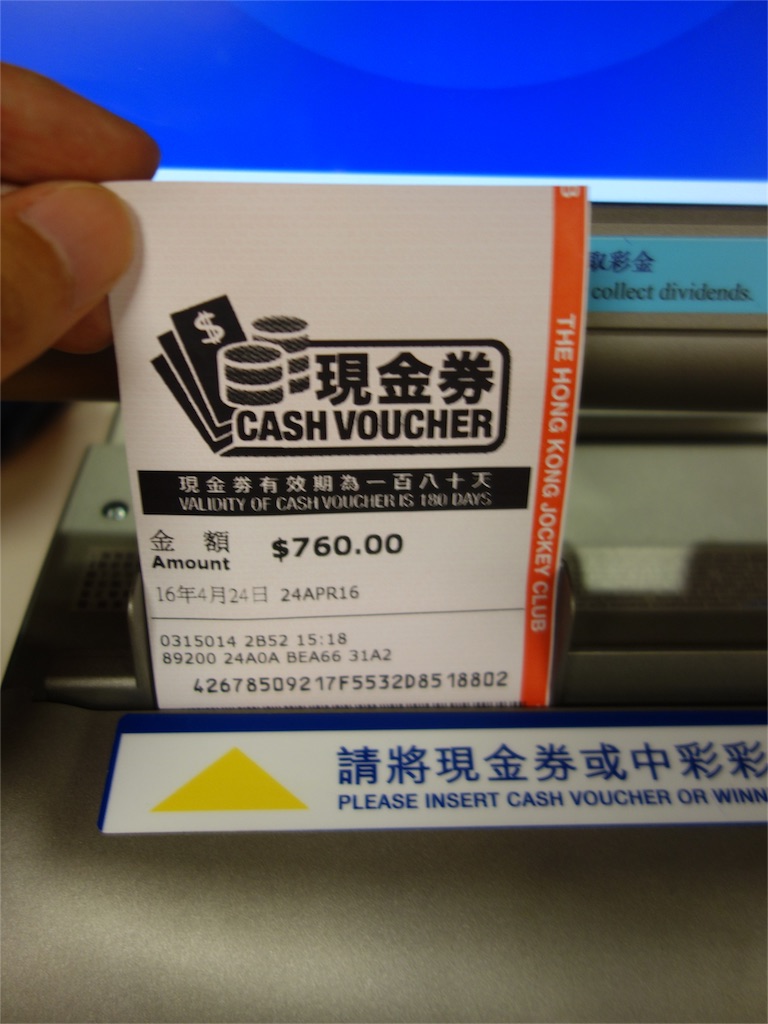 取彩金
collect dividends.
$
現金券
CASH VOUCHER
現金券有效期為一百八十天
VALIDITY OF CASH VOUCHER IS 180 DAYS
金 額
Amount
$760.00
16年4月24日 24APR16
0315014 2B52 15:18
89200 24A0A BEA66 31A2
42678509217F5532D8518802
THE HONG KONG JOCKEY CLUB
請將現金券或中彩彩
PLEASE INSERT CASH VOUCHER OR WINN